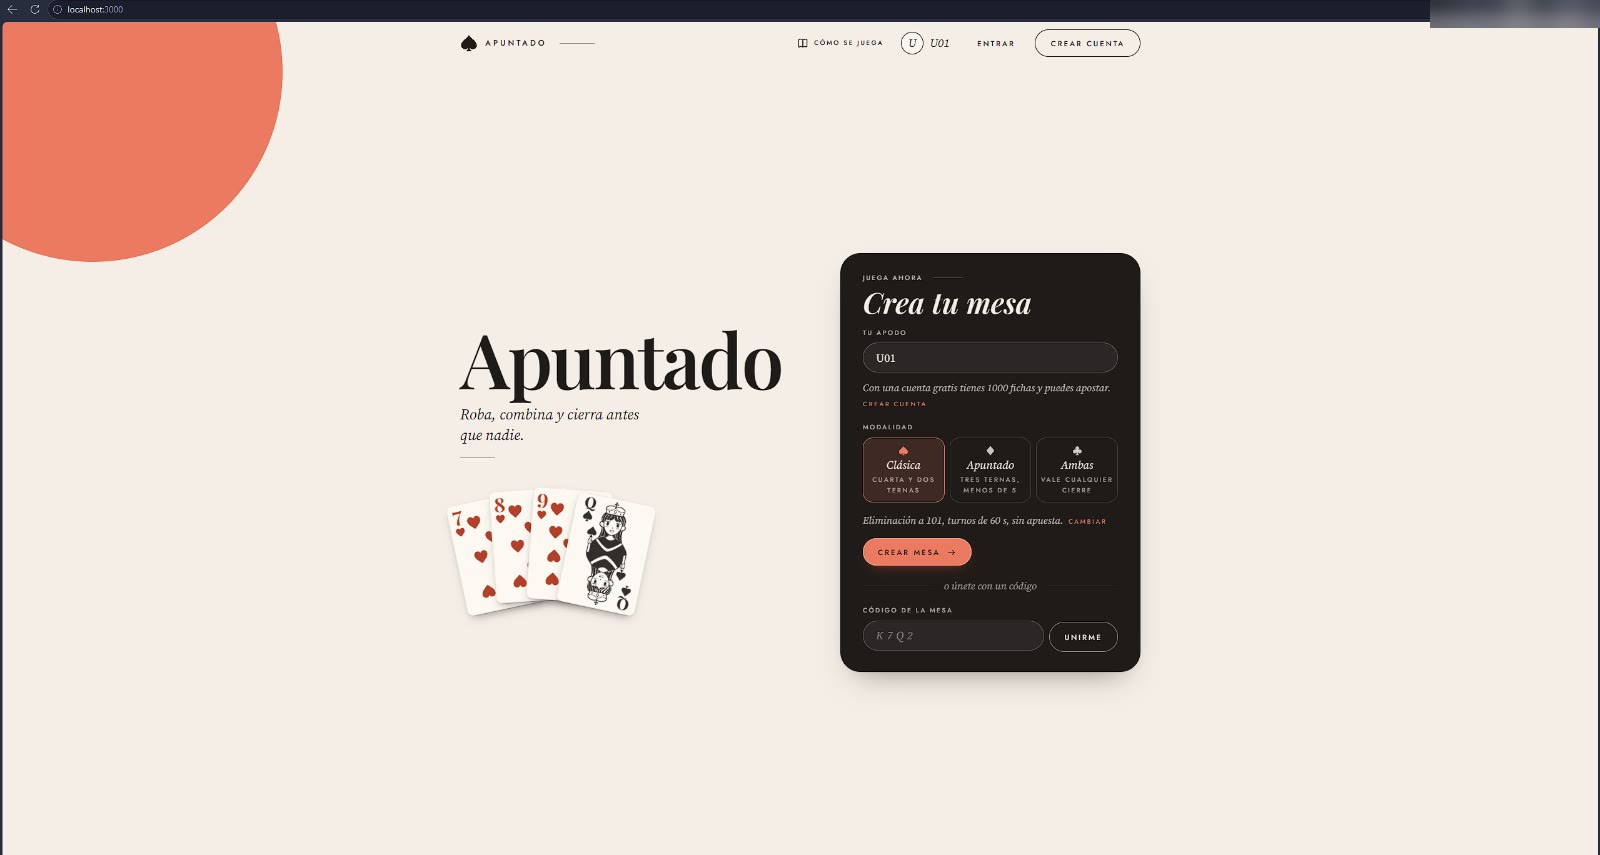 localhost:3000
APUNTADO
CÓMO SE JUEGA
U
U01
ENTRAR
CREAR CUENTA
Apuntado
Roba, combina y cierra antes
que nadie.
7
8
9
Q
Q
JUEGA AHORA
Crea tu mesa
TU APODO
U01
Con una cuenta gratis tienes 1000 fichas y puedes apostar.
CREAR CUENTA
MODALIDAD
Clásica
CUARTA Y DOS
TERNAS
Apuntado
TRES TERNAS,
MENOS DE 5
Ambas
VALE CUALQUIER
CIERRE
Eliminación a 101, turnos de 60 s, sin apuesta. CAMBIAR
CREAR MESA
o únete con un código
CÓDIGO DE LA MESA
K7Q2
UNIRME